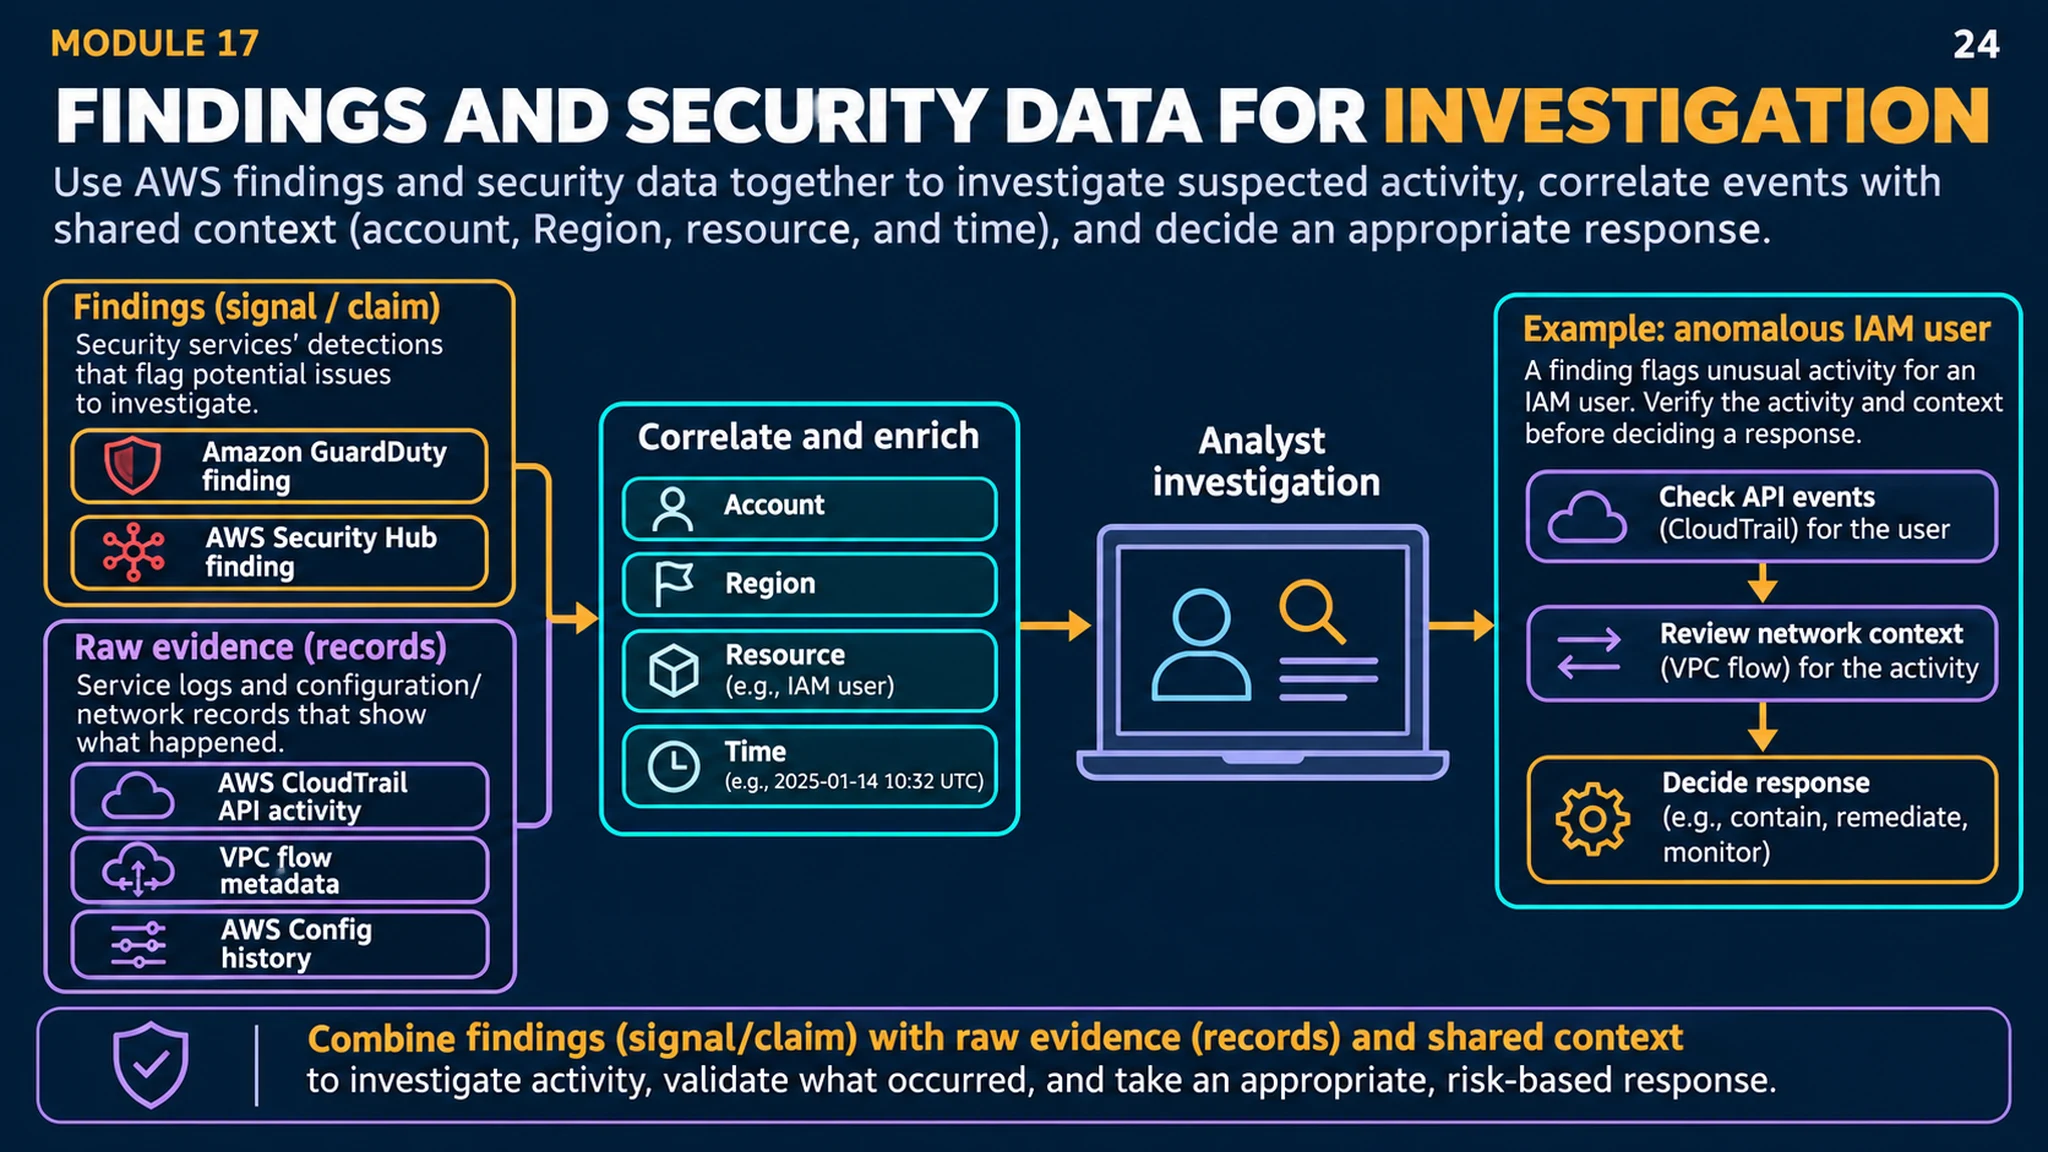 MODULE 17
24
FINDINGS AND SECURITY DATA FOR INVESTIGATION
Use AWS findings and security data together to investigate suspected activity, correlate events with
shared context (account, Region, resource, and time), and decide an appropriate response.
Findings (signal / claim)
Security services' detections
that flag potential issues
to investigate.
Amazon GuardDuty
finding
AWS Security Hub
finding
Raw evidence (records)
Service logs and configuration/
network records that show
what happened.
AWS CloudTrail
API activity
VPC flow
metadata
AWS Config
history
Correlate and enrich
Account
Region
Resource
(e.g., IAM user)
Time
(e.g., 2025-01-14 10:32 UTC)
Analyst
investigation
Example: anomalous IAM user
A finding flags unusual activity for an
IAM user. Verify the activity and context
before deciding a response.
Check API events
(CloudTrail) for the user
Review network context
(VPC flow) for the activity
Decide response
(e.g., contain, remediate,
monitor)
Combine findings (signal/claim) with raw evidence (records) and shared context
to investigate activity, validate what occurred, and take an appropriate, risk-based response.